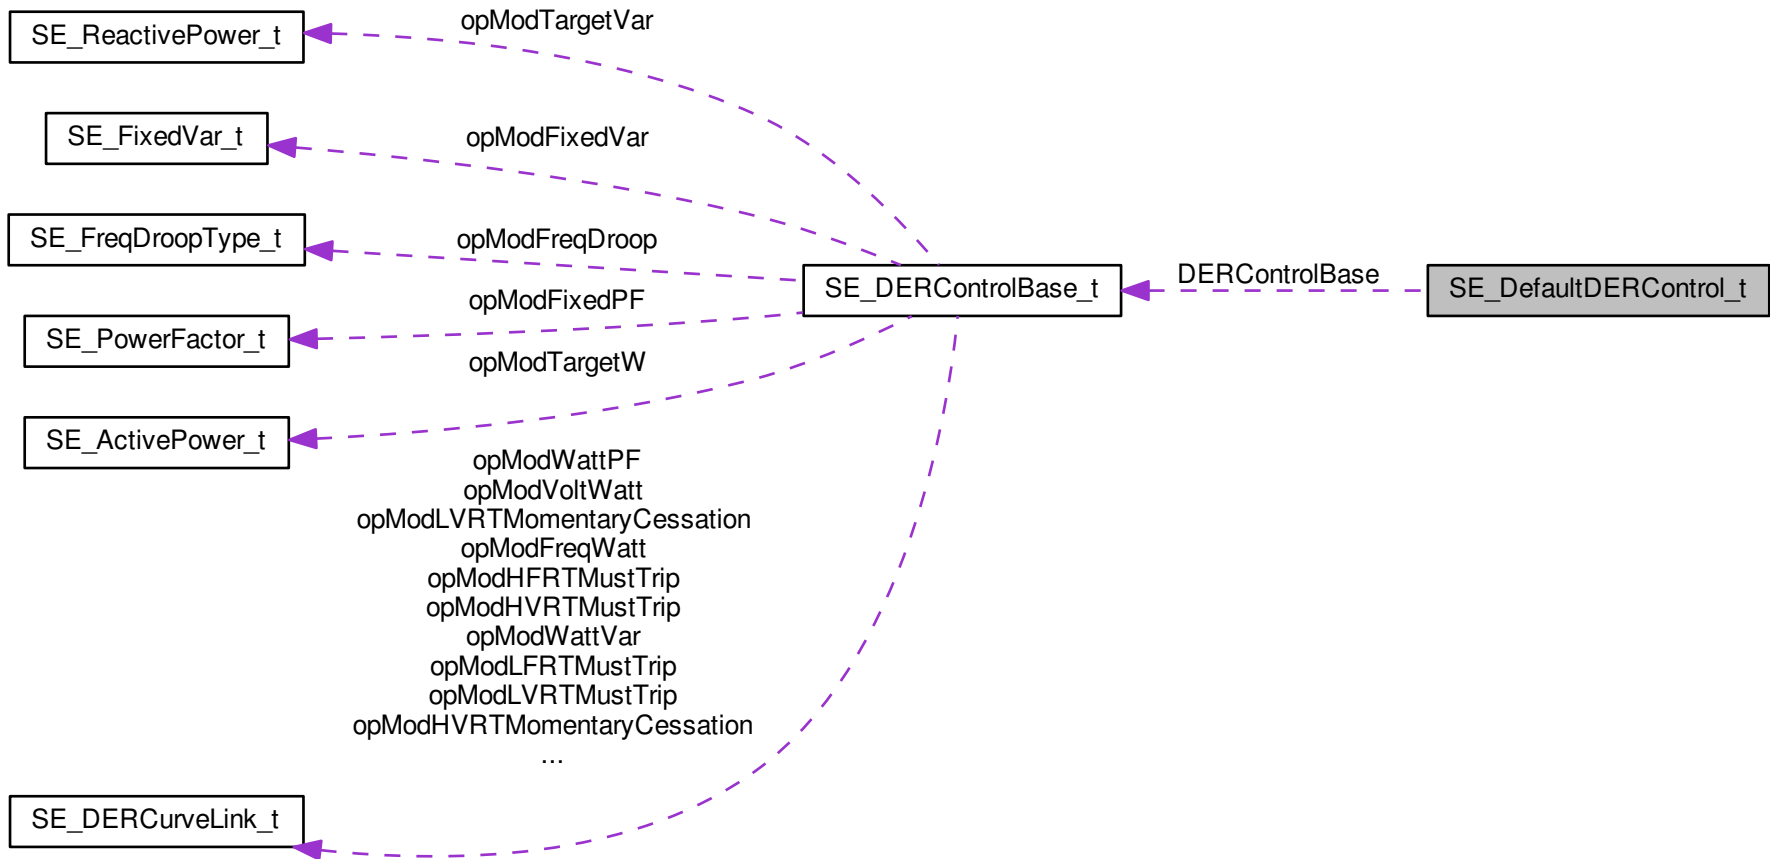 SE_ReactivePower_t
opModTargetVar
SE_FixedVar_t
opModFixedVar
SE_FreqDroopType_t
opModFreqDroop
SE_DERControlBase_t
DERControlBase
SE_DefaultDERControl_t
SE_PowerFactor_t
opModFixedPF
opModTargetW
SE_ActivePower_t
opModWattPF
opModVoltWatt
opModLVRTMomentaryCessation
opModFreqWatt
opModHFRTMustTrip
opModHVRTMustTrip
opModWattVar
opModLFRTMustTrip
opModLVRTMustTrip
opModHVRTMomentaryCessation
...
SE_DERCurveLink_t